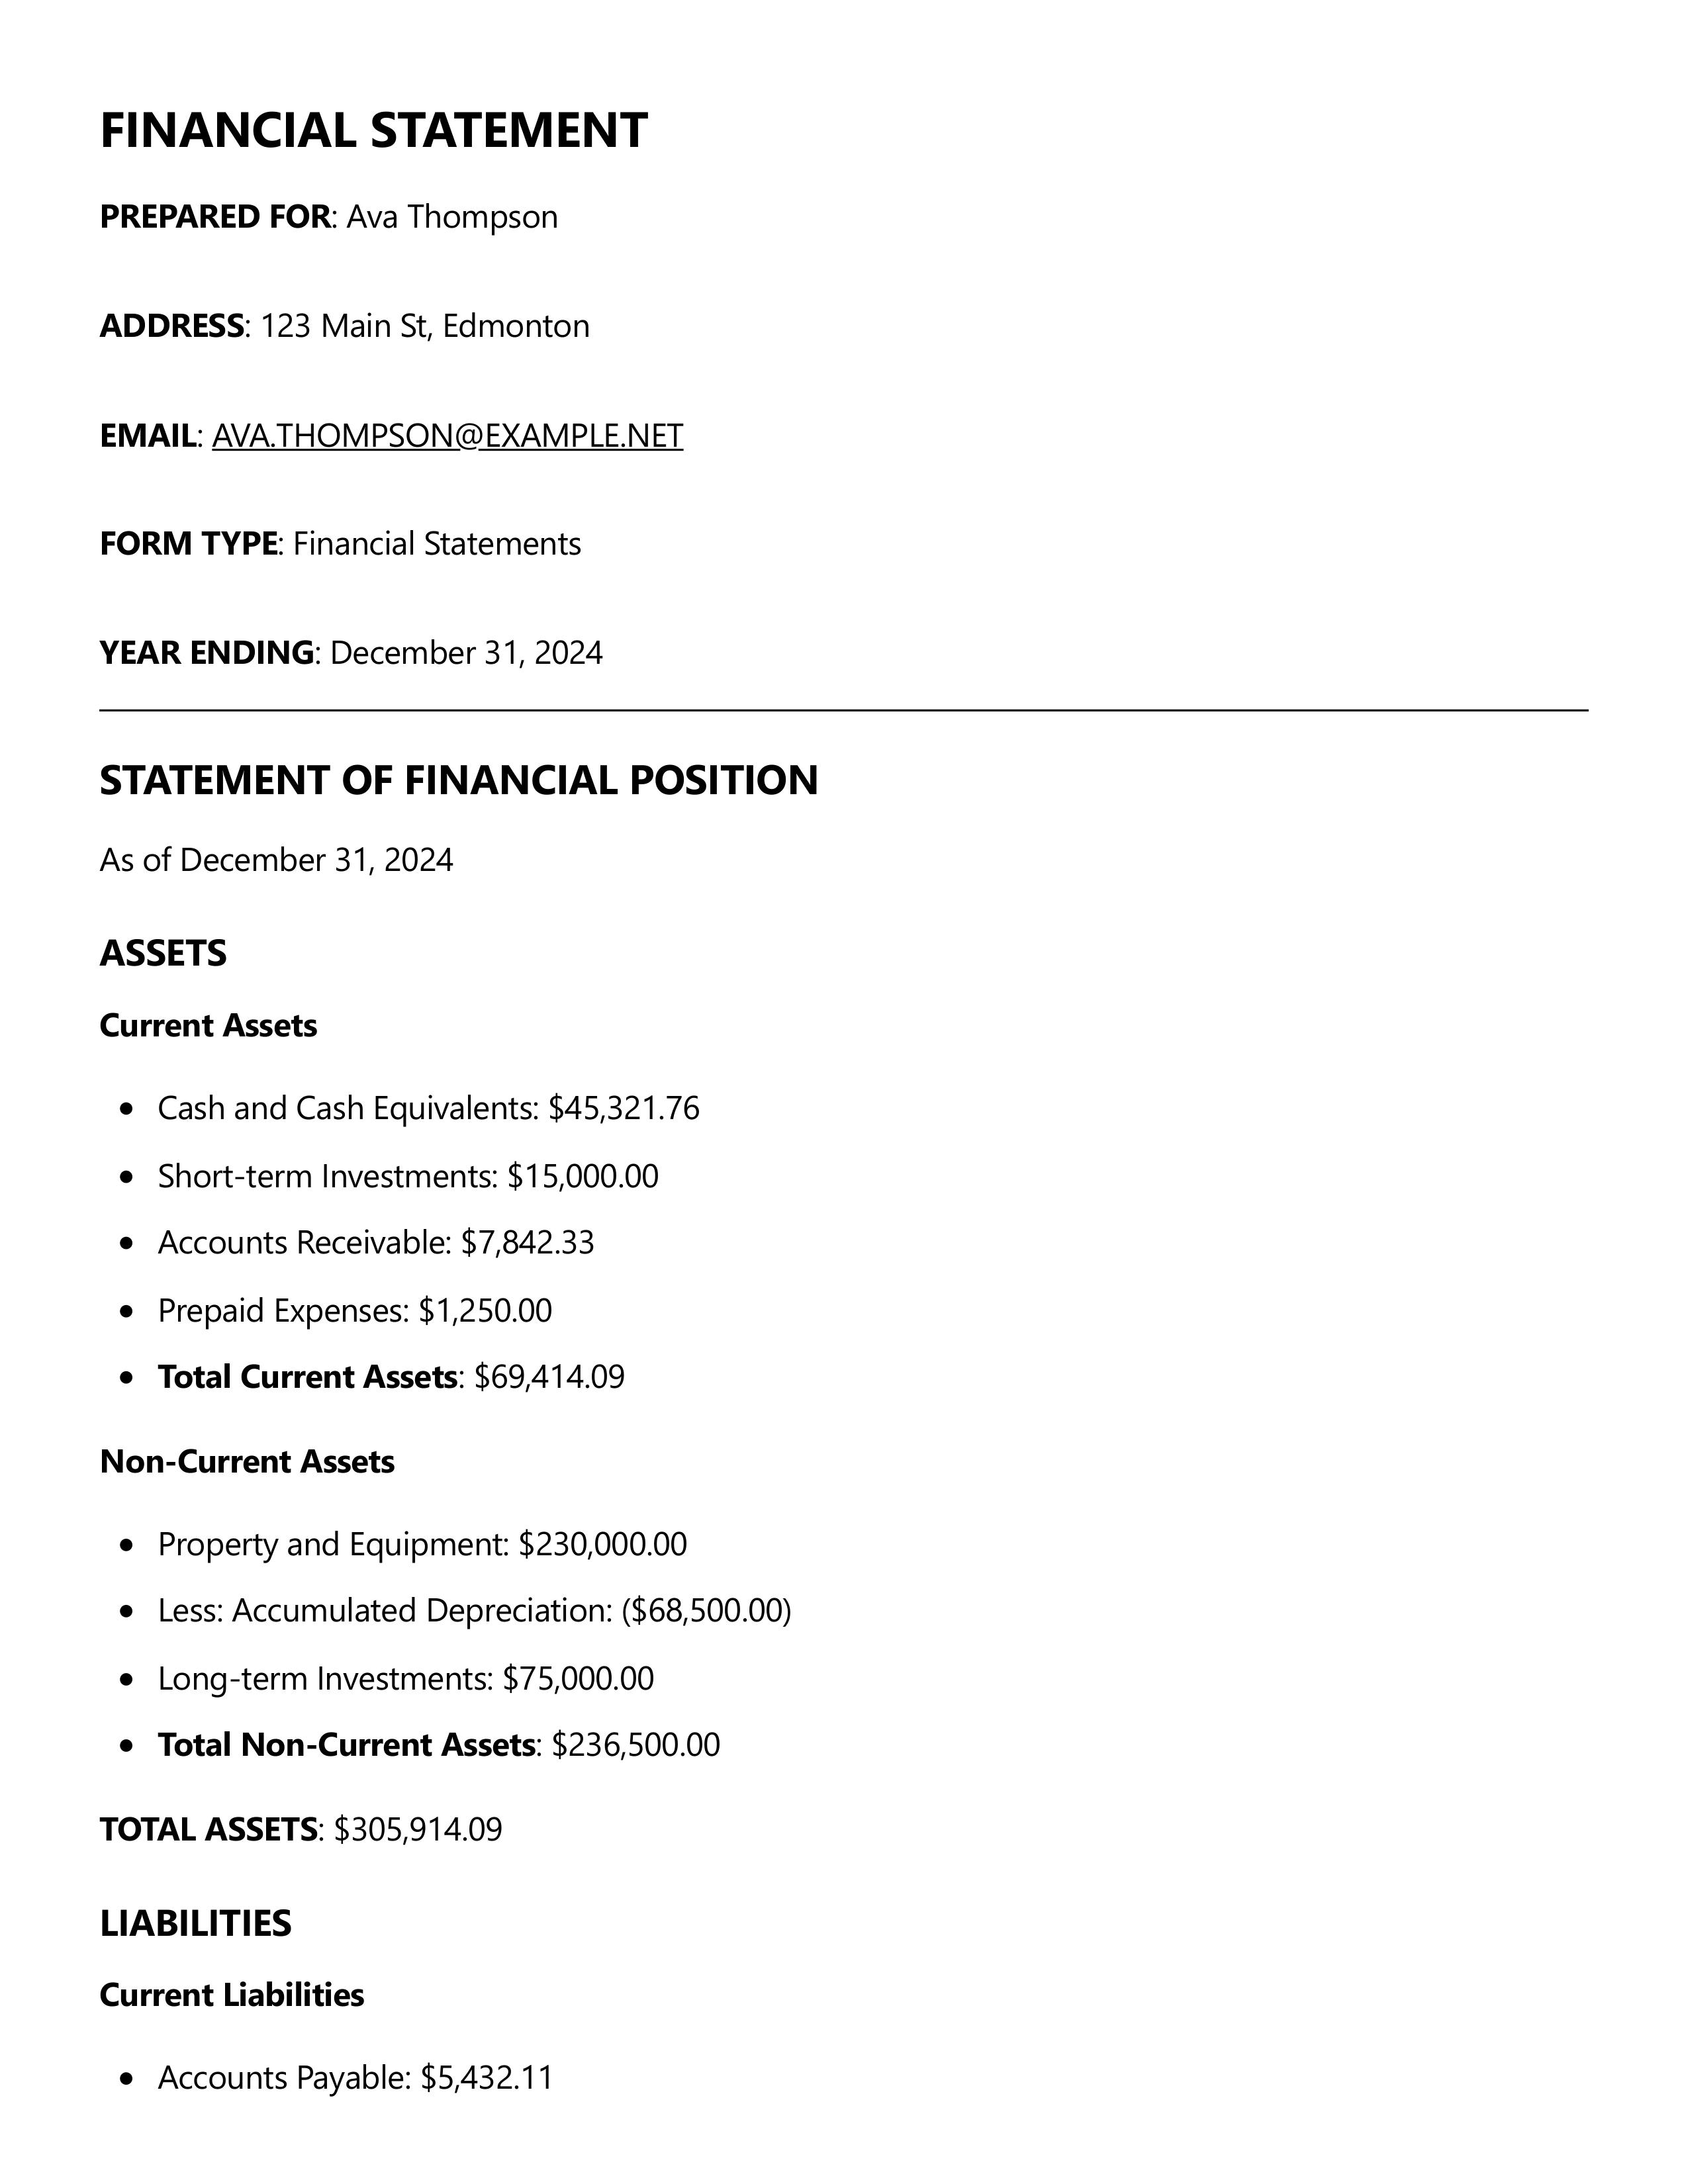 FINANCIAL STATEMENT
PREPARED FOR: Ava Thompson
ADDRESS: 123 Main St, Edmonton
EMAIL: AVA.THOMPSON@EXAMPLE.NET
FORM TYPE: Financial Statements
YEAR ENDING: December 31, 2024
STATEMENT OF FINANCIAL POSITION
As of December 31, 2024
ASSETS
Current Assets
• Cash and Cash Equivalents: $45,321.76
• Short-term Investments: $15,000.00
• Accounts Receivable: $7,842.33
• Prepaid Expenses: $1,250.00
• Total Current Assets: $69,414.09
Non-Current Assets
• Property and Equipment: $230,000.00
• Less: Accumulated Depreciation: ($68,500.00)
• Long-term Investments: $75,000.00
• Total Non-Current Assets: $236,500.00
TOTAL ASSETS: $305,914.09
LIABILITIES
Current Liabilities
• Accounts Payable: $5,432.11